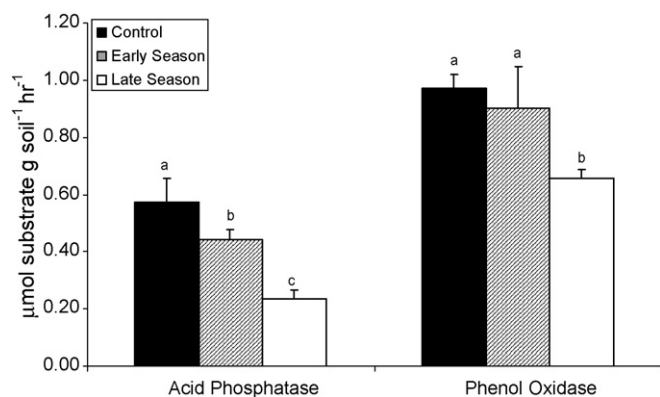 1.20
1.00
0.80
0.60
0.40
0.20
0.00
µmol substrate g soil⁻¹ hr⁻¹
Control
Early Season
Late Season
a
b
c
a
a
b
Acid Phosphatase
Phenol Oxidase